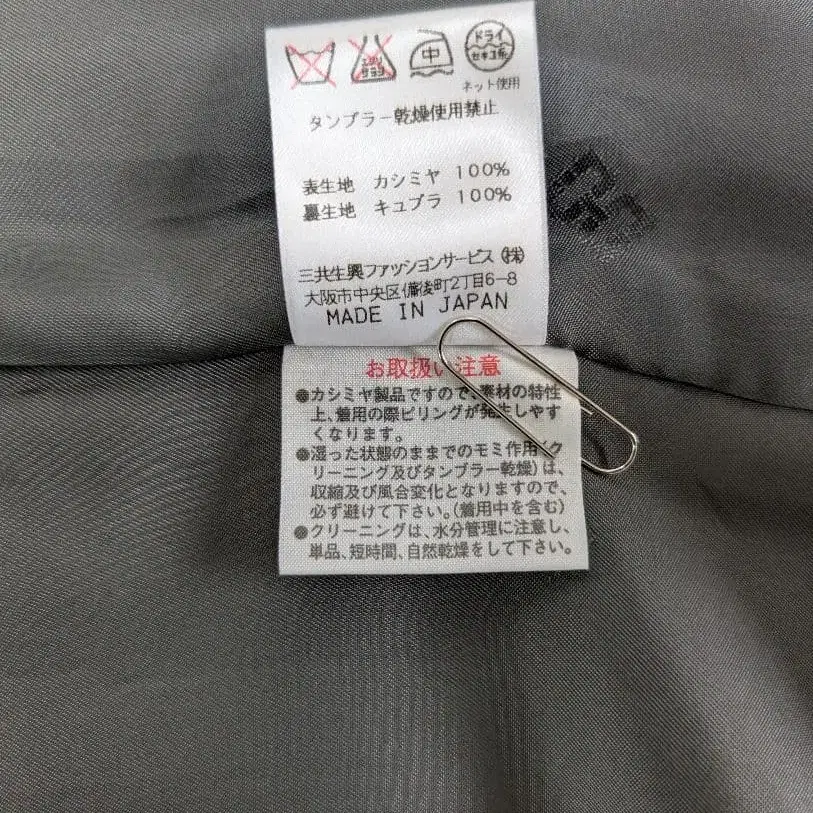 エンソ
サラシ
中
ドライ
セキユ系
ネット使用
タンブラー乾燥使用禁止
表生地 カシミヤ 100%
裏生地 キュプラ 100%
三共生興ファッションサービス(株)
大阪市中央区備後町2丁目6-8
MADE IN JAPAN
お取扱い注意
●カシミヤ製品ですので、素材の特性
上、着用の際ピリングが発生しやす
くなります。
●湿った状態のままでのモミ作用(ク
リーニング及びタンブラー乾燥)は、
収縮及び風合変化となりますので、
必ず避けて下さい。(着用中を含む)
●クリーニングは、水分管理に注意し、
単品、短時間、自然乾燥をして下さい。